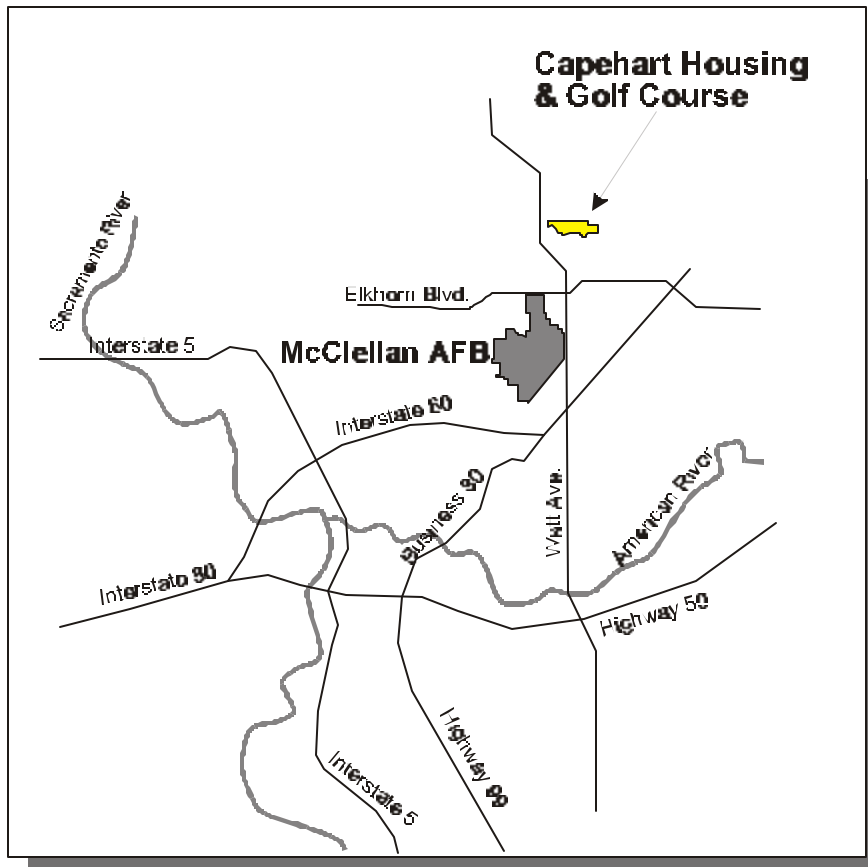 Capehart Housing
& Golf Course
Sacramento River
Elkhorn Blvd.
Interstate 5
McClellan AFB
Interstate 80
Business 80
Watt Ave.
American River
Interstate 80
Highway 50
Highway 99
Interstate 5